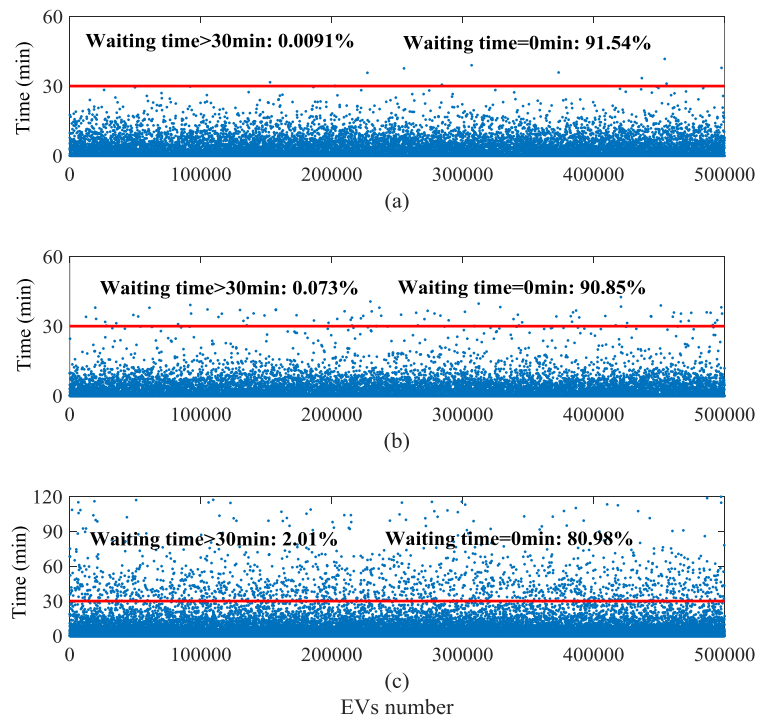 60
Waiting time>30min: 0.0091% Waiting time=0min: 91.54%
30
0
Time (min)
0 100000 200000 300000 400000 500000
(a)
60
Waiting time>30min: 0.073% Waiting time=0min: 90.85%
30
0
Time (min)
0 100000 200000 300000 400000 500000
(b)
120
90
Waiting time>30min: 2.01% Waiting time=0min: 80.98%
60
30
0
Time (min)
0 100000 200000 300000 400000 500000
(c)
EVs number